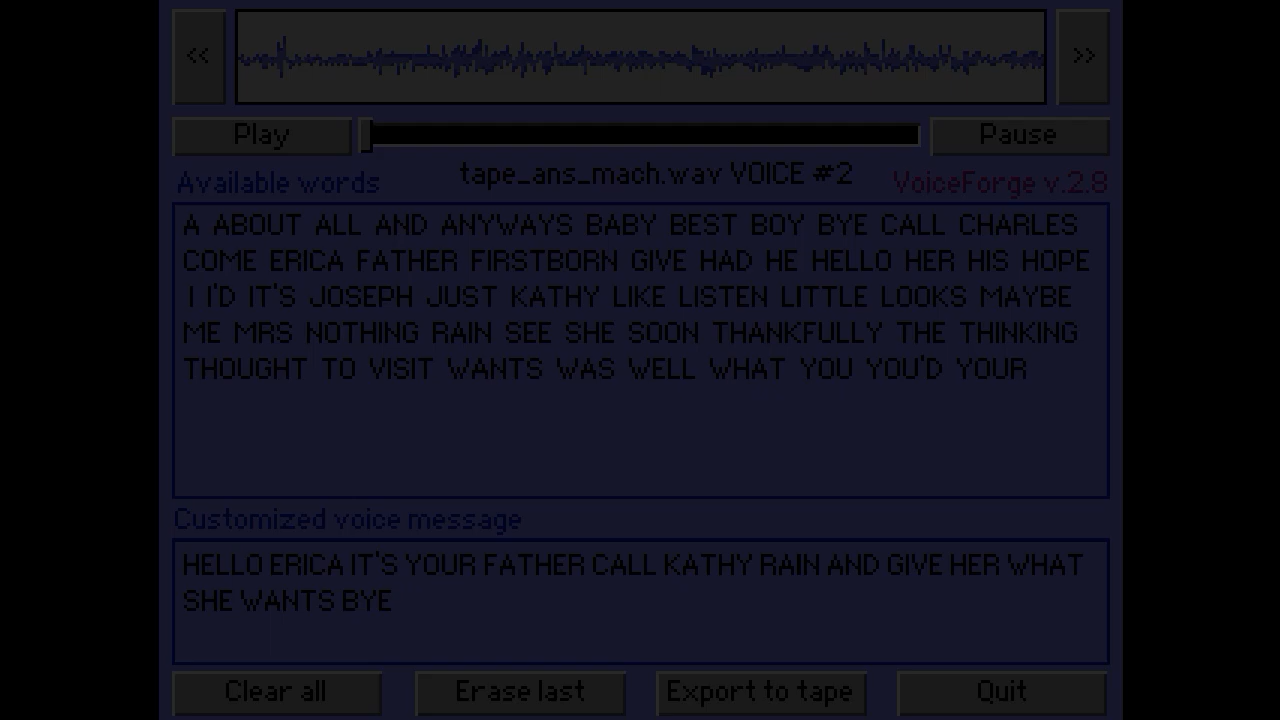 << >>
Play Pause
tape_ans_mach.wav VOICE #2
Available words VoiceForge v.2.8
A ABOUT ALL AND ANYWAYS BABY BEST BOY BYE CALL CHARLES
COME ERICA FATHER FIRSTBORN GIVE HAD HE HELLO HER HIS HOPE
I I'D IT'S JOSEPH JUST KATHY LIKE LISTEN LITTLE LOOKS MAYBE
ME MRS NOTHING RAIN SEE SHE SOON THANKFULLY THE THINKING
THOUGHT TO VISIT WANTS WAS WELL WHAT YOU YOU'D YOUR
Customized voice message
HELLO ERICA IT'S YOUR FATHER CALL KATHY RAIN AND GIVE HER WHAT
SHE WANTS BYE
Clear all Erase last Export to tape Quit